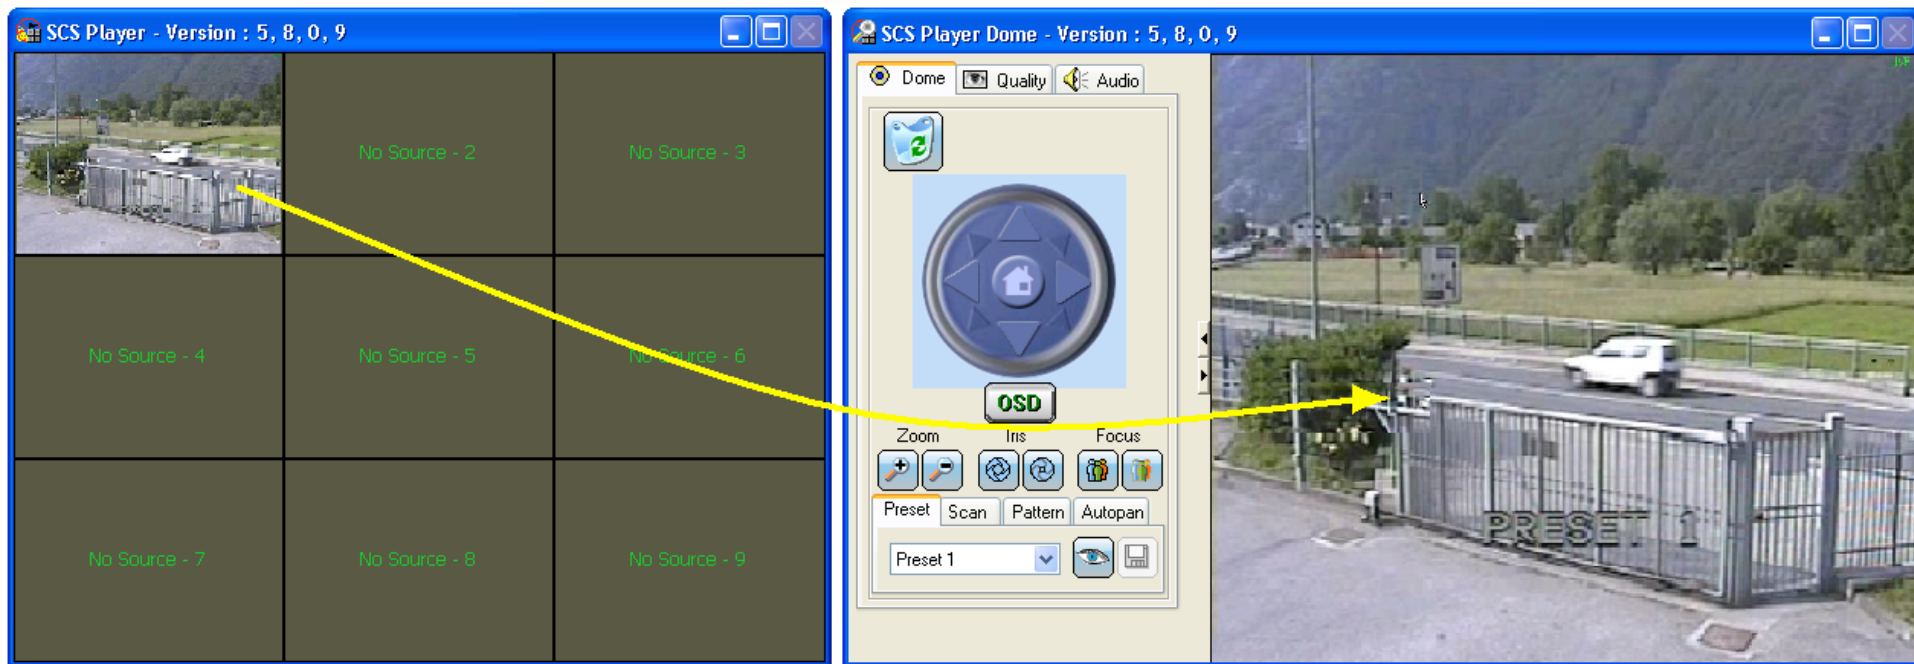 SCS Player - Version : 5, 8, 0, 9
No Source - 2
No Source - 3
No Source - 4
No Source - 5
No Source - 6
No Source - 7
No Source - 8
No Source - 9
SCS Player Dome - Version : 5, 8, 0, 9
Dome Quality Audio
OSD
Zoom Iris Focus
Preset Scan Pattern Autopan
Preset 1
PRESET 1